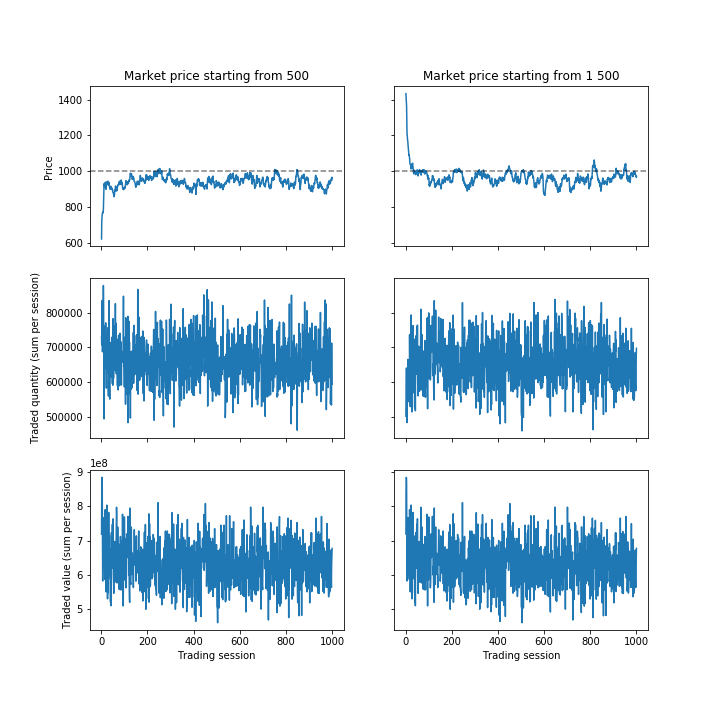 Market price starting from 500
Market price starting from 1 500
1400
1200
1000
800
600
Price
800000
700000
600000
500000
Traded quantity (sum per session)
1e8
9
8
7
6
5
Traded value (sum per session)
0 200 400 600 800 1000
0 200 400 600 800 1000
Trading session
Trading session